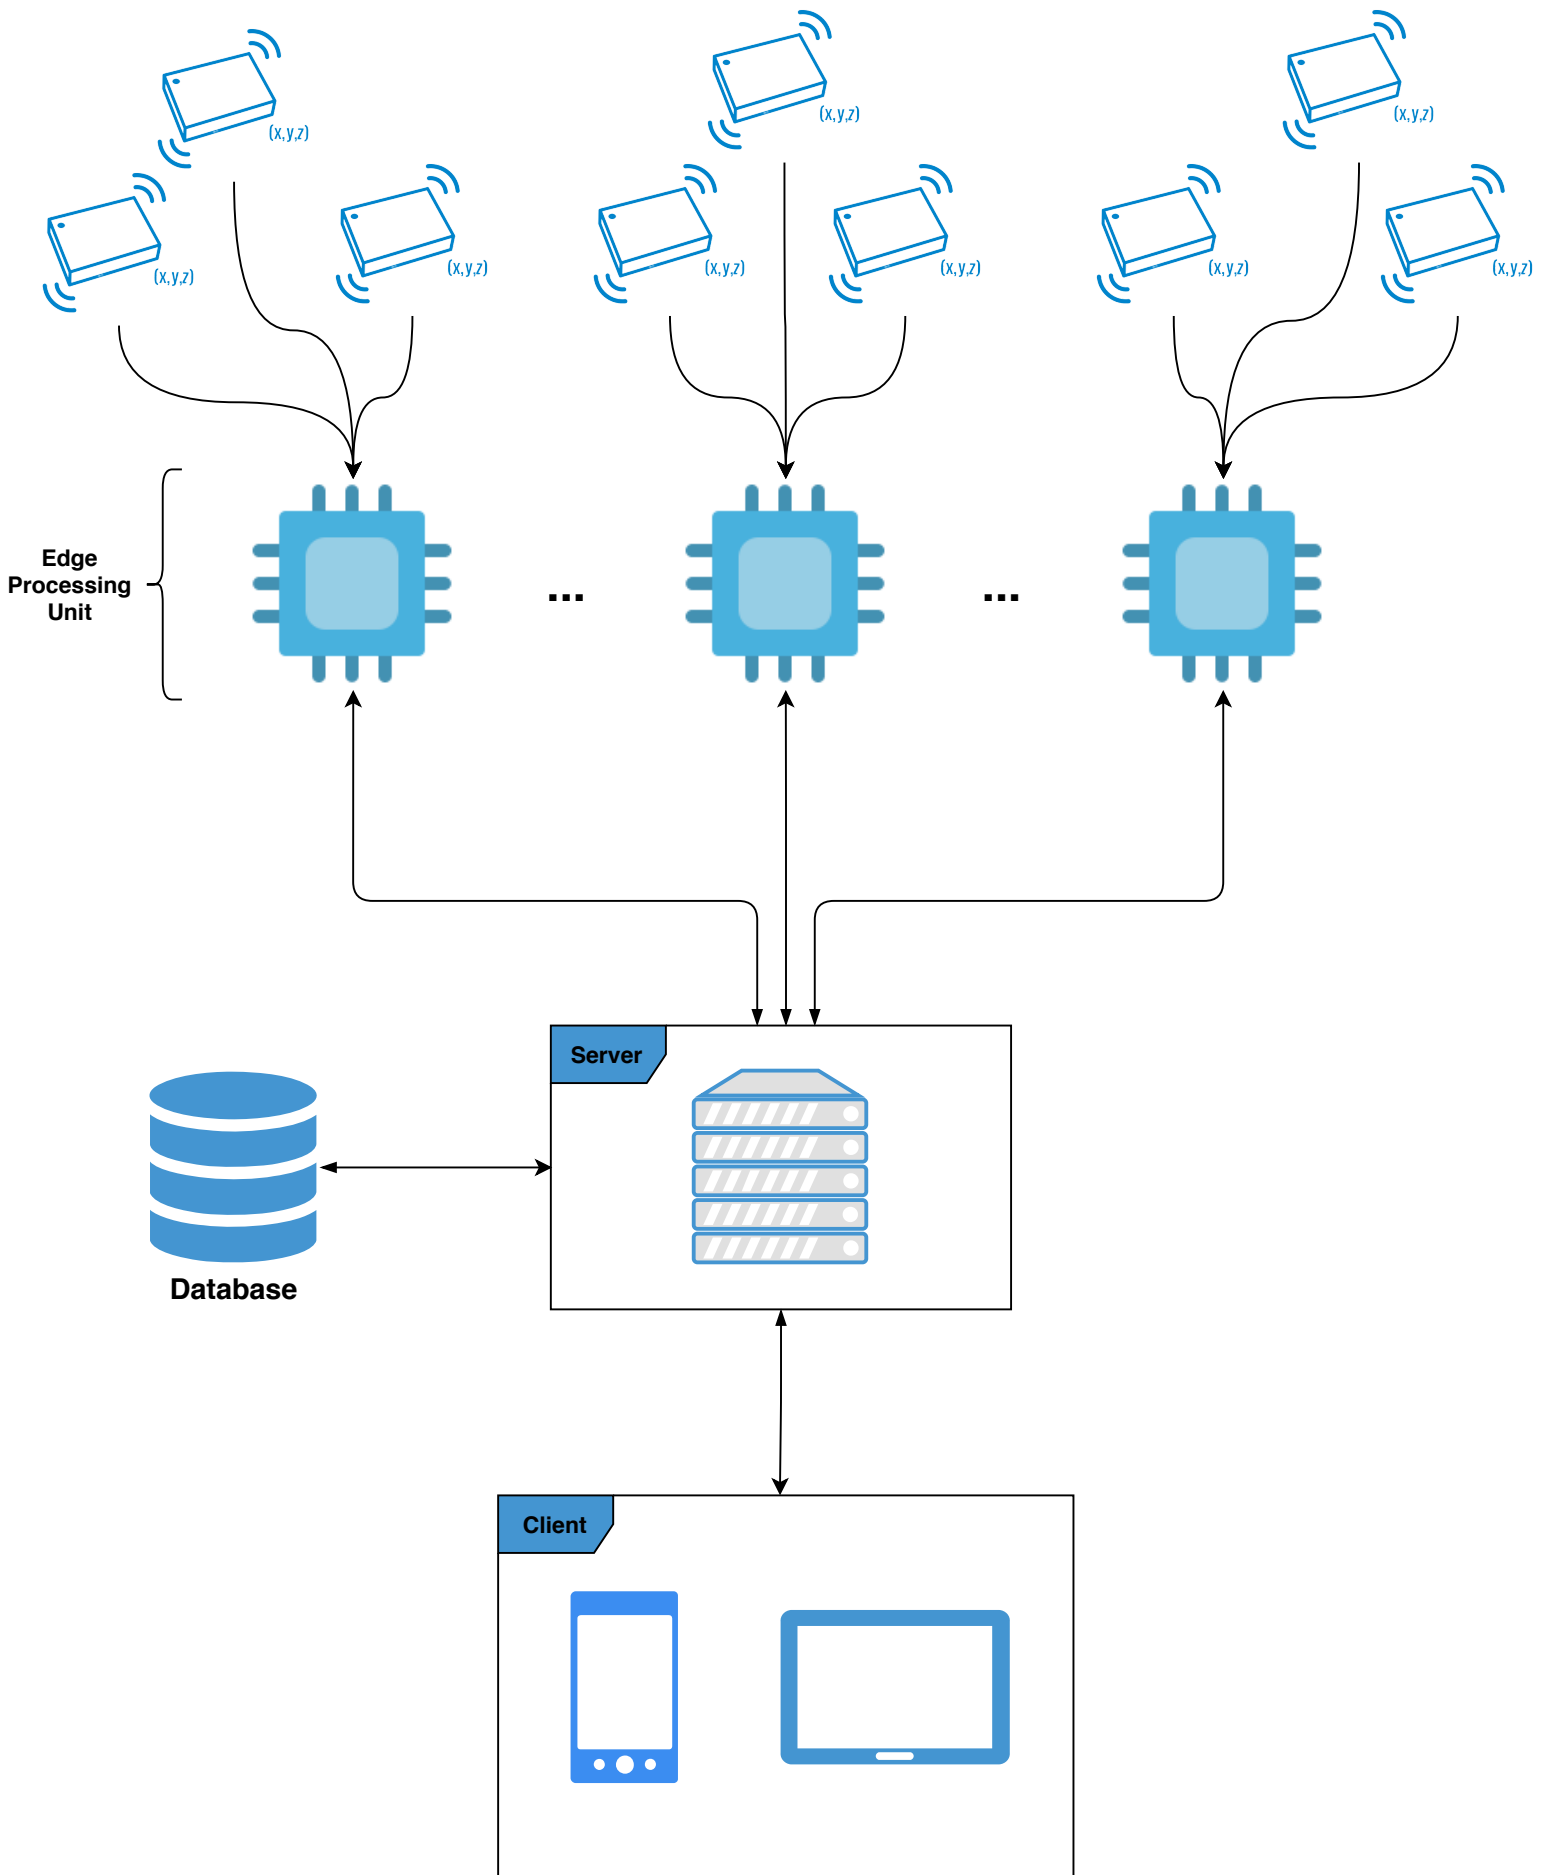 (x,y,z)
(x,y,z)
(x,y,z)
(x,y,z)
(x,y,z)
(x,y,z)
(x,y,z)
(x,y,z)
(x,y,z)
Edge
Processing
Unit
... ...
Server
Database
Client